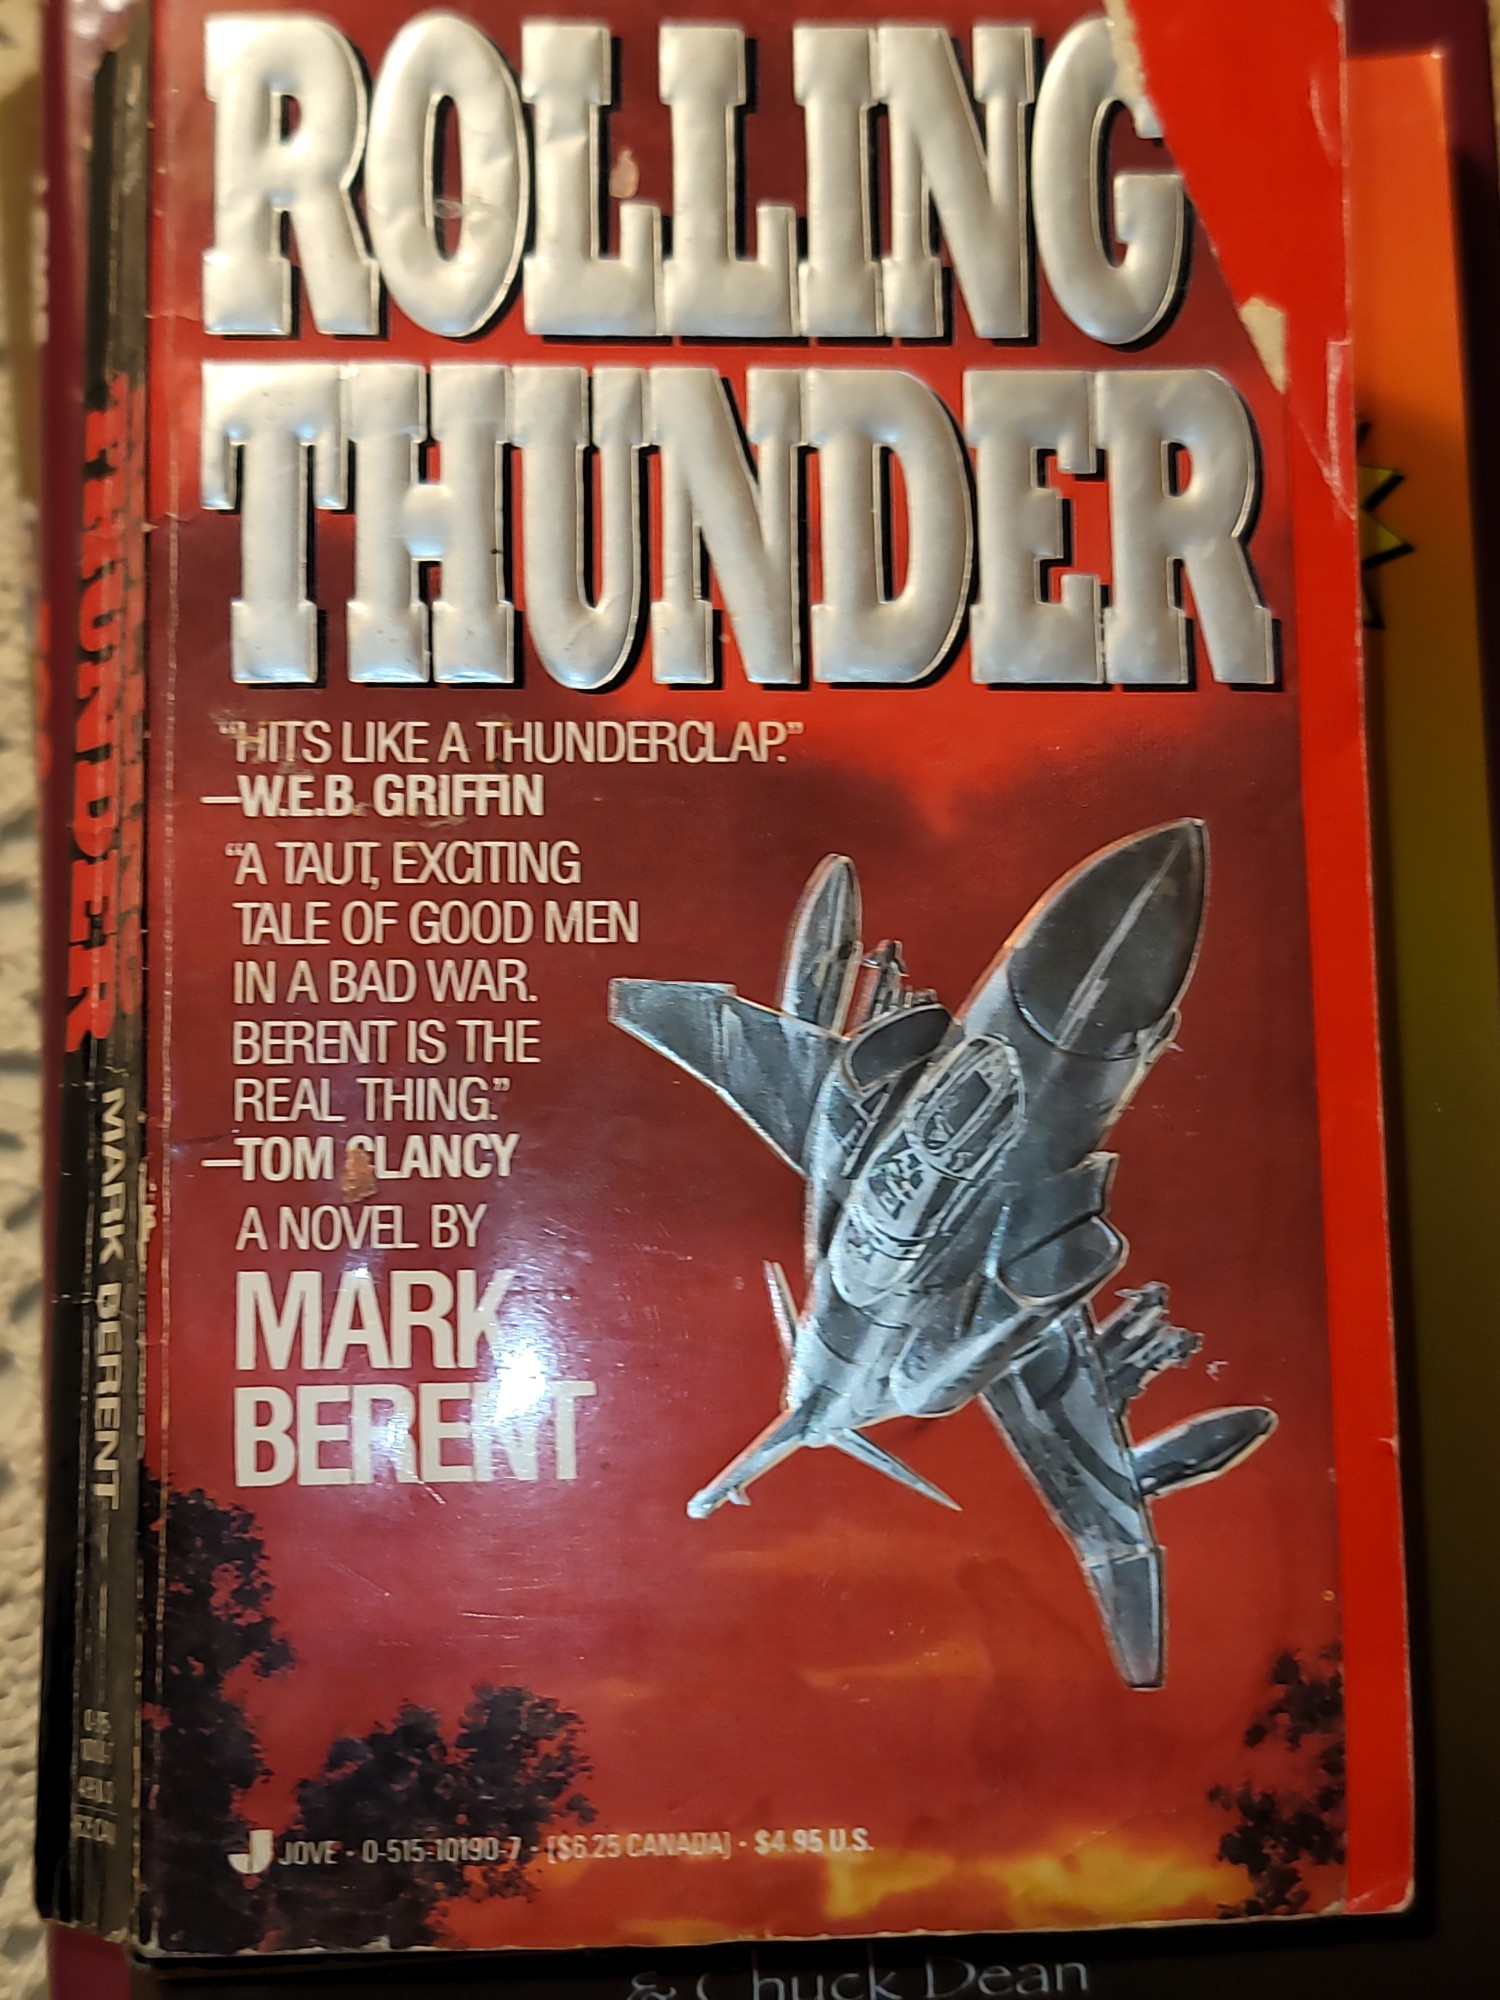 ROLLING
THUNDER
"HITS LIKE A THUNDERCLAP."
—W.E.B. GRIFFIN
"A TAUT, EXCITING
TALE OF GOOD MEN
IN A BAD WAR.
BERENT IS THE
REAL THING."
—TOM CLANCY
A NOVEL BY
MARK
BERENT
J JOVE • 0-515-10190-7 • [$6.25 CANADA] • $4.95 U.S.
THUNDER
MARK BERENT
& Chuck Dean